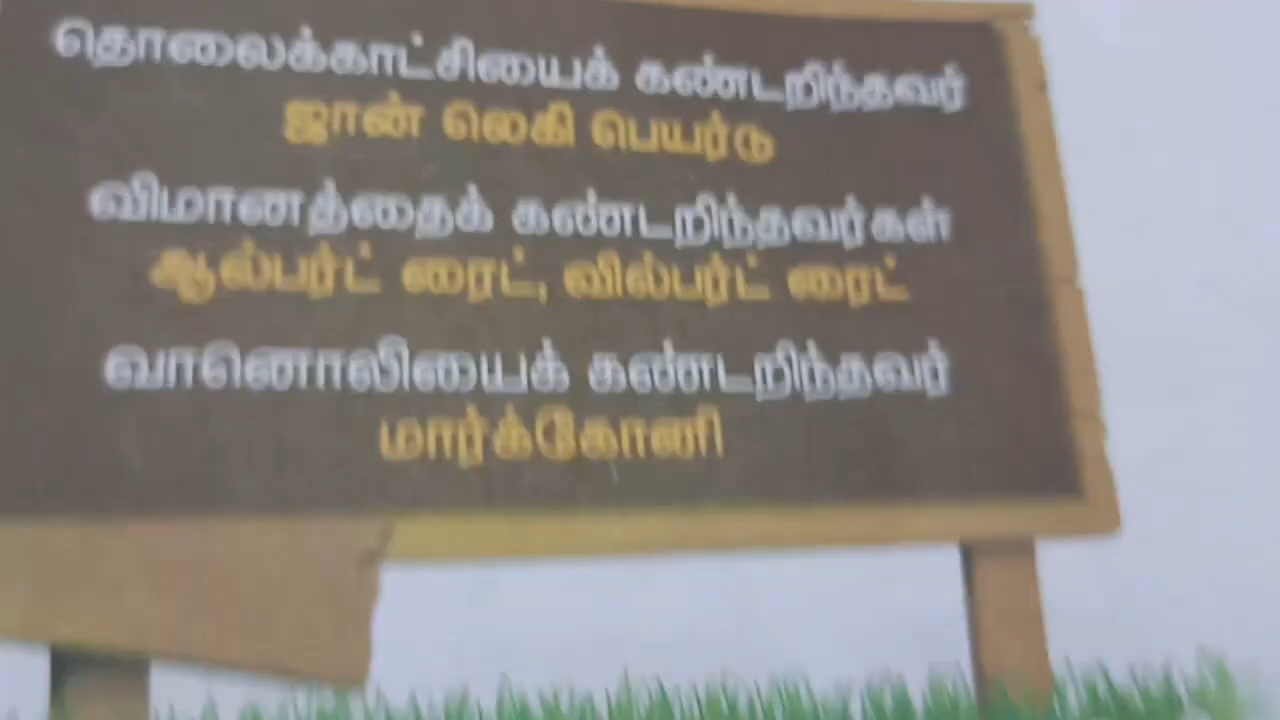 தொலைக்காட்சியைக் கண்டறிந்தவர்
ஜான் லெகி பெயர்டு
விமானத்தைக் கண்டறிந்தவர்கள்
ஆல்பர்ட் ரைட், வில்பர்ட் ரைட்
வானொலியைக் கண்டறிந்தவர்
மார்க்கோனி